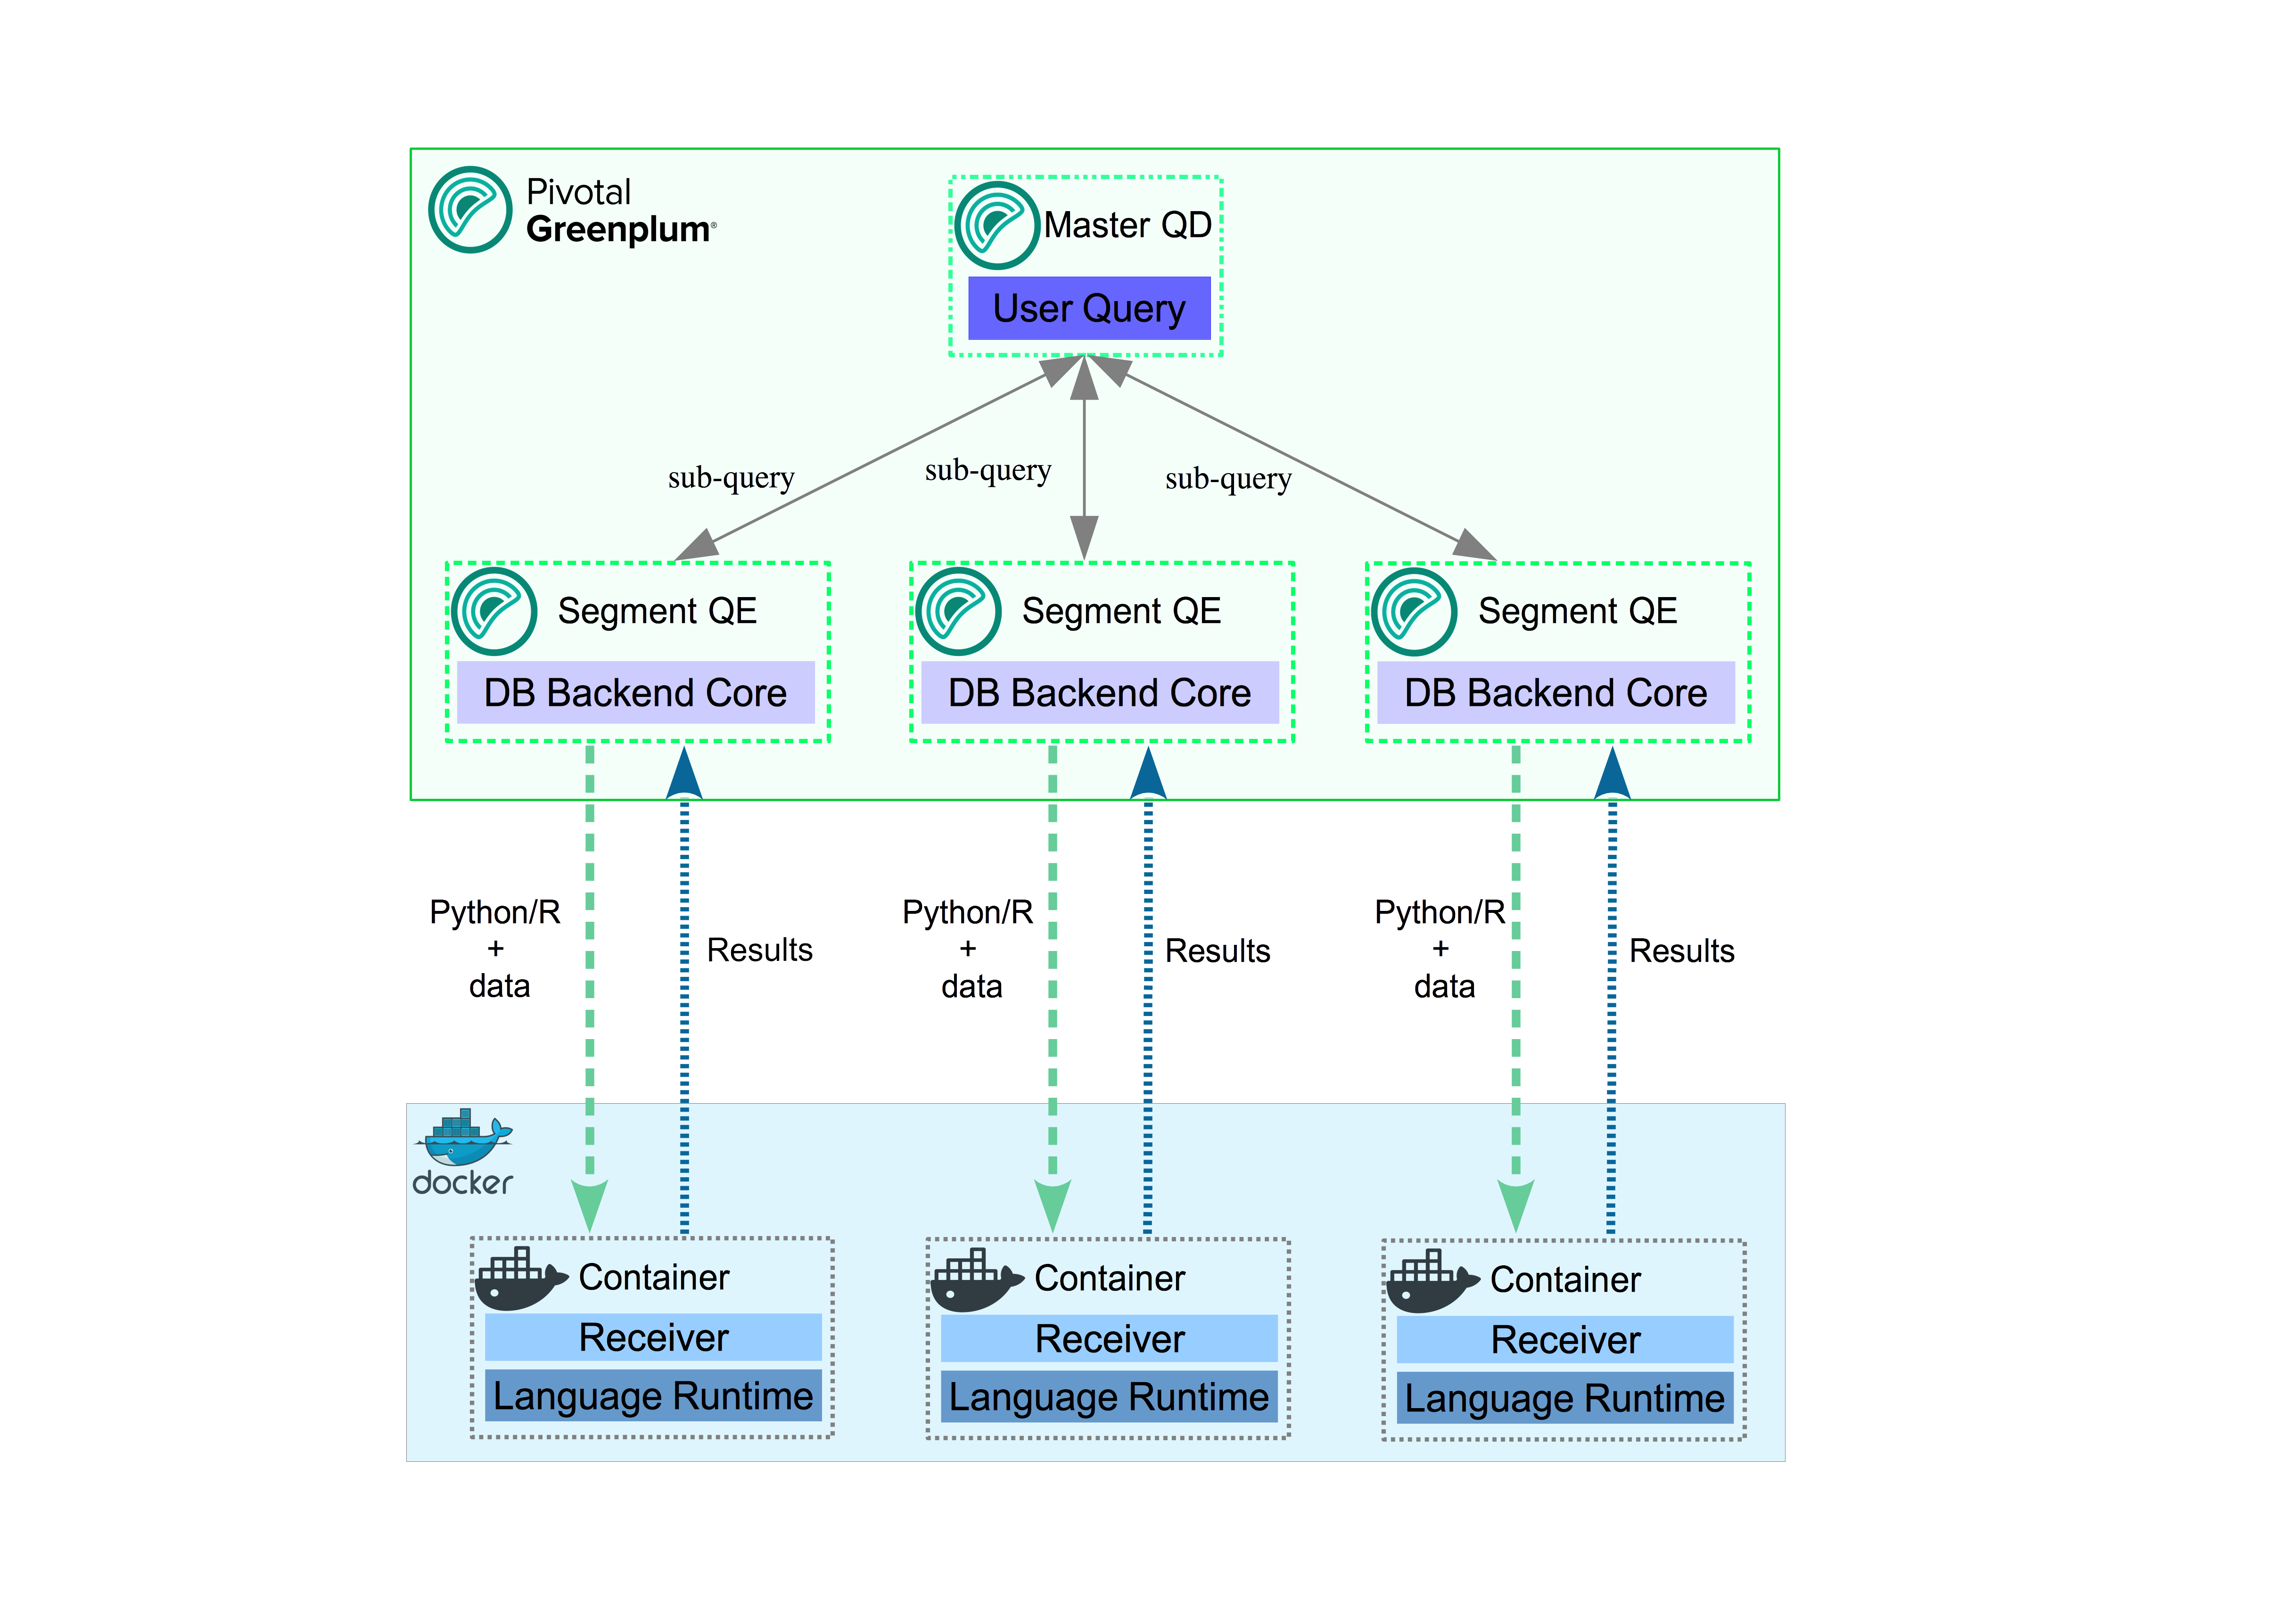 Pivotal
Greenplum®
Master QD
User Query
sub-query
sub-query
sub-query
Segment QE
DB Backend Core
Segment QE
DB Backend Core
Segment QE
DB Backend Core
Python/R
+
data
Results
Python/R
+
data
Results
Python/R
+
data
Results
docker
Container
Receiver
Language Runtime
Container
Receiver
Language Runtime
Container
Receiver
Language Runtime